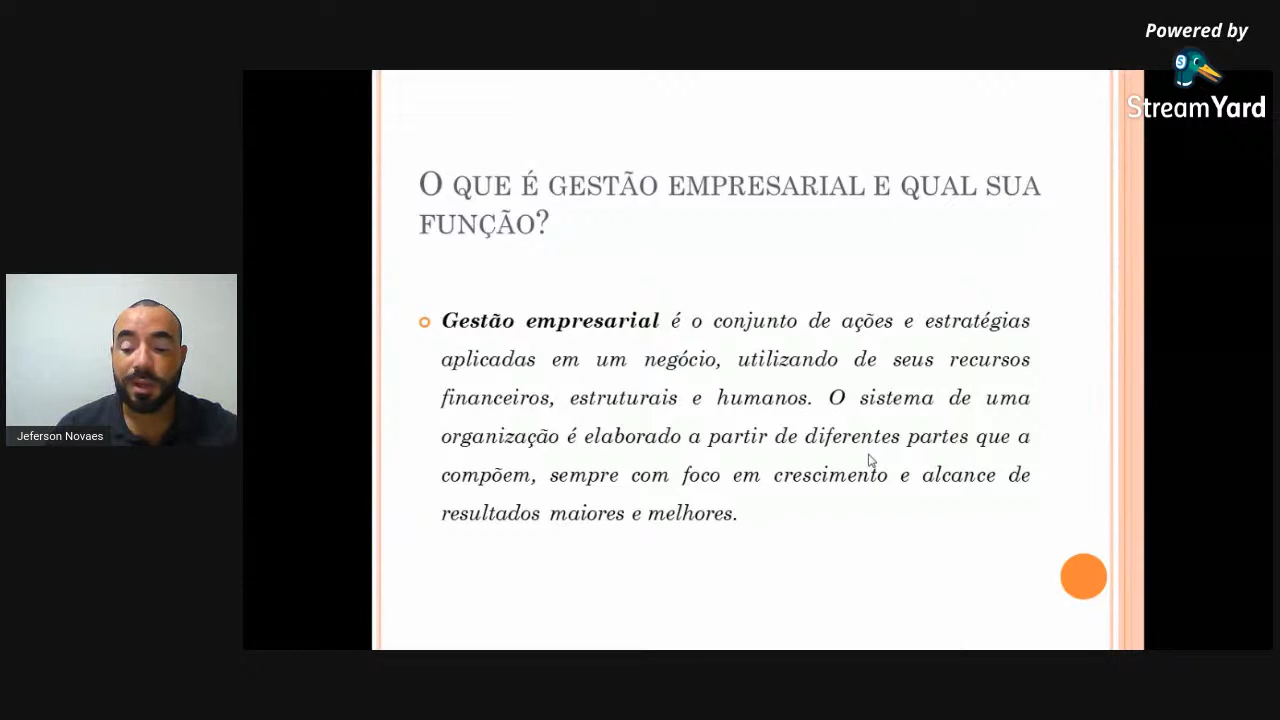 Powered by
StreamYard
O QUE É GESTÃO EMPRESARIAL E QUAL SUA
FUNÇÃO?
Gestão empresarial é o conjunto de ações e estratégias
aplicadas em um negócio, utilizando de seus recursos
financeiros, estruturais e humanos. O sistema de uma
organização é elaborado a partir de diferentes partes que a
compõem, sempre com foco em crescimento e alcance de
resultados maiores e melhores.
Jeferson Novaes